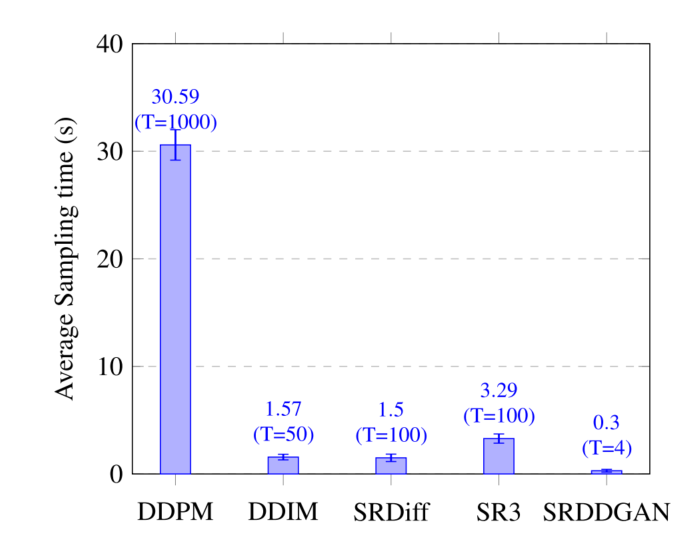 40
30
20
10
0
Average Sampling time (s)
30.59
(T=1000)
1.57
(T=50)
1.5
(T=100)
3.29
(T=100)
0.3
(T=4)
DDPM
DDIM
SRDiff
SR3
SRDDGAN